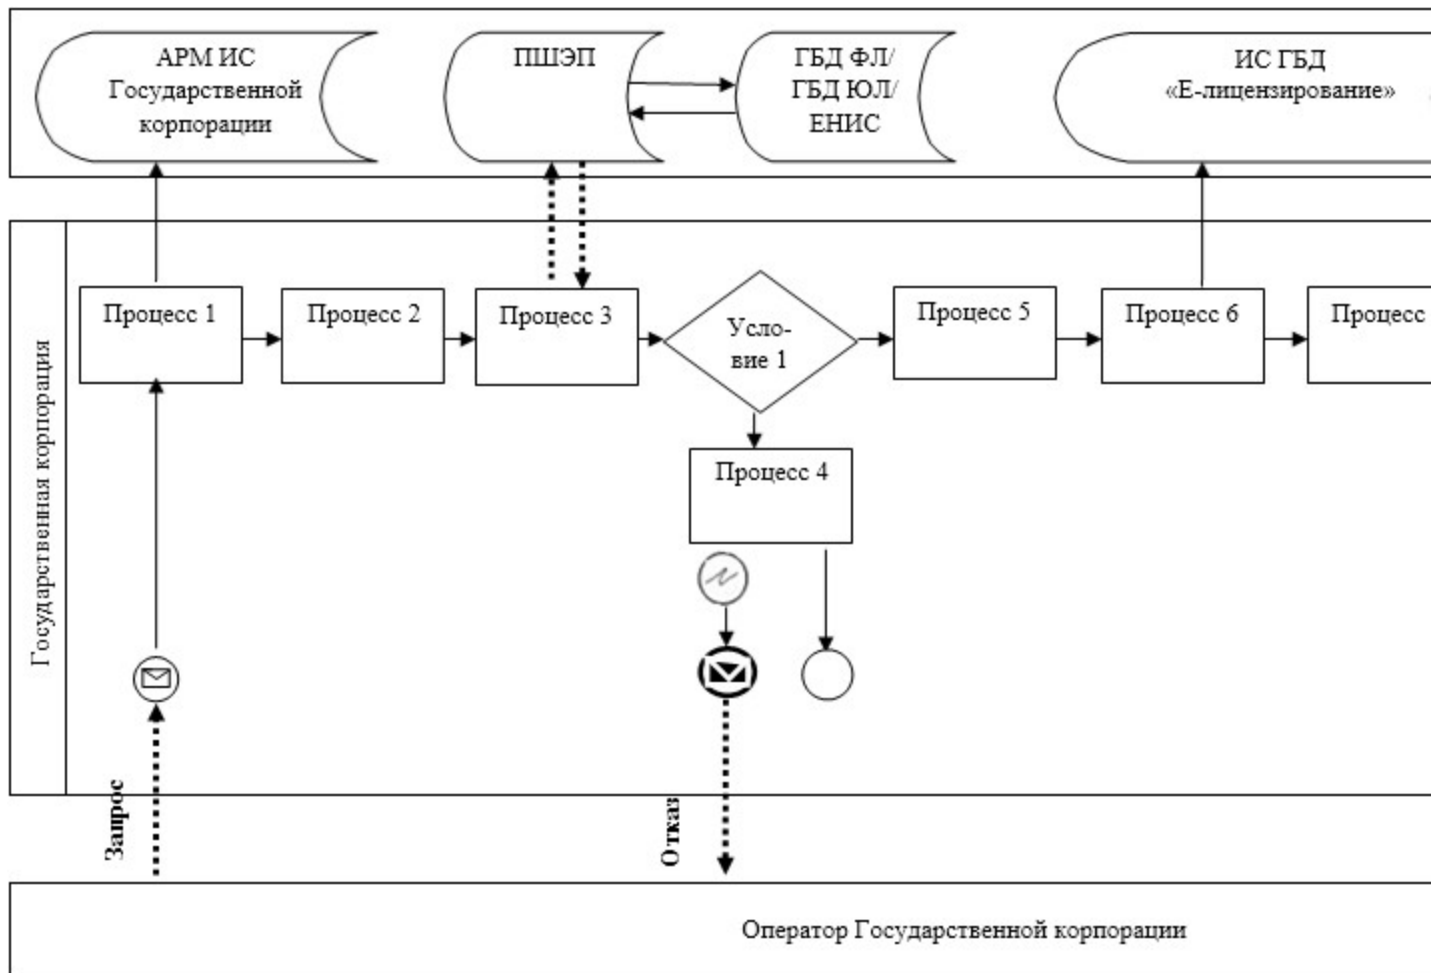 АРМ ИС
Государственной
корпорации
ПШЭП
ГБД ФЛ/
ГБД ЮЛ/
ЕНИС
ИС ГБД
«Е-лицензирование»
Государственная корпорация
Процесс 1
Процесс 2
Процесс 3
Усло-
вие 1
Процесс 5
Процесс 6
Процесс
Процесс 4
Запрос
Отказ
Оператор Государственной корпорации